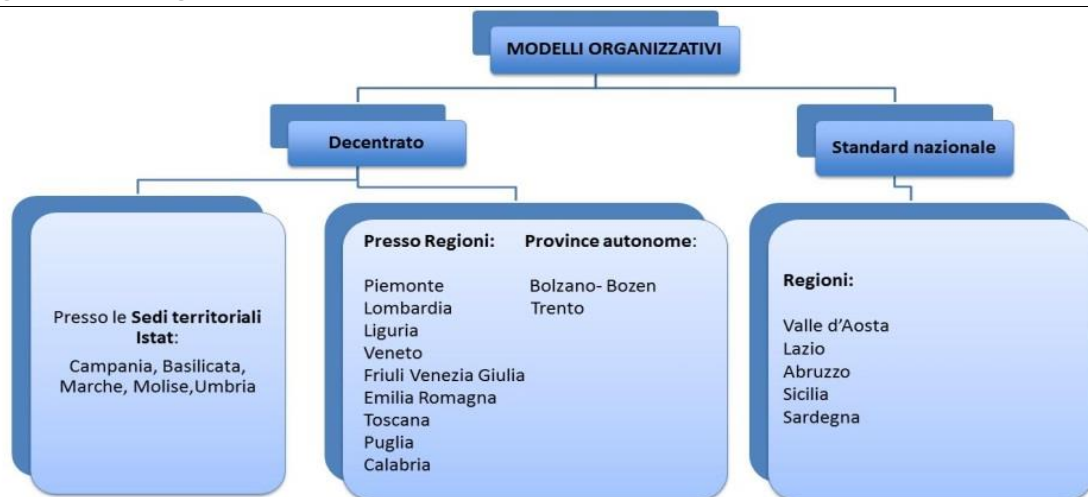 MODELLI ORGANIZZATIVI
Decentrato
Standard nazionale
Presso le Sedi territoriali
Istat:
Campania, Basilicata,
Marche, Molise,Umbria
Presso Regioni:
Piemonte
Lombardia
Liguria
Veneto
Friuli Venezia Giulia
Emilia Romagna
Toscana
Puglia
Calabria
Province autonome:
Bolzano- Bozen
Trento
Regioni:
Valle d’Aosta
Lazio
Abruzzo
Sicilia
Sardegna